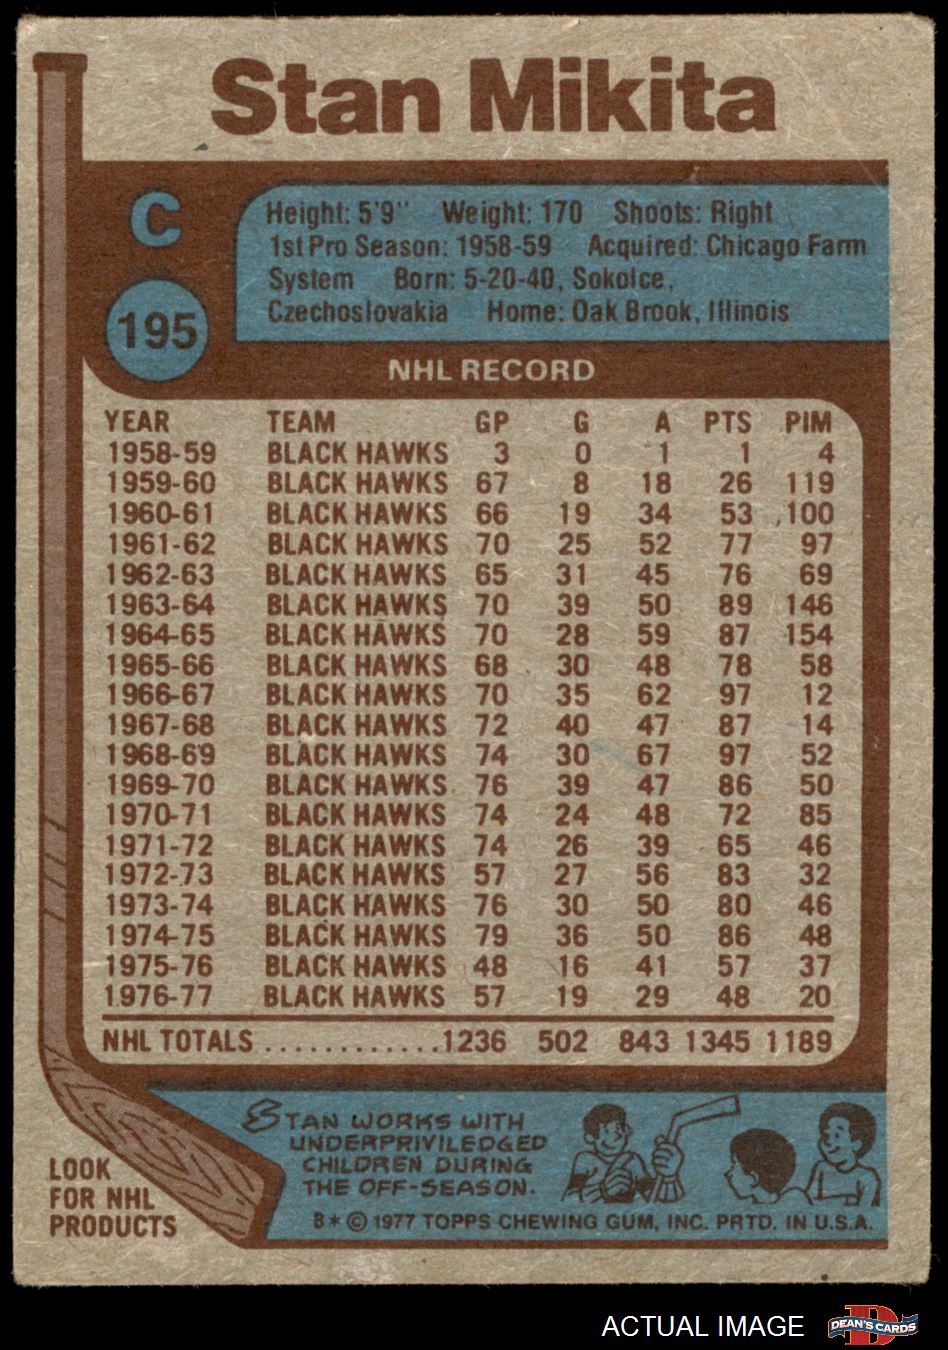 Stan Mikita
C
195
Height: 5'9" Weight: 170 Shoots: Right
1st Pro Season: 1958-59 Acquired: Chicago Farm
System Born: 5-20-40, Sokolce,
Czechoslovakia Home: Oak Brook, Illinois
NHL RECORD
YEAR TEAM GP G A PTS PIM
1958-59 BLACK HAWKS 3 0 1 1 4
1959-60 BLACK HAWKS 67 8 18 26 119
1960-61 BLACK HAWKS 66 19 34 53 100
1961-62 BLACK HAWKS 70 25 52 77 97
1962-63 BLACK HAWKS 65 31 45 76 69
1963-64 BLACK HAWKS 70 39 50 89 146
1964-65 BLACK HAWKS 70 28 59 87 154
1965-66 BLACK HAWKS 68 30 48 78 58
1966-67 BLACK HAWKS 70 35 62 97 12
1967-68 BLACK HAWKS 72 40 47 87 14
1968-69 BLACK HAWKS 74 30 67 97 52
1969-70 BLACK HAWKS 76 39 47 86 50
1970-71 BLACK HAWKS 74 24 48 72 85
1971-72 BLACK HAWKS 74 26 39 65 46
1972-73 BLACK HAWKS 57 27 56 83 32
1973-74 BLACK HAWKS 76 30 50 80 46
1974-75 BLACK HAWKS 79 36 50 86 48
1975-76 BLACK HAWKS 48 16 41 57 37
1976-77 BLACK HAWKS 57 19 29 48 20
NHL TOTALS ............1236 502 843 1345 1189
STAN WORKS WITH
UNDERPRIVILEDGED
CHILDREN DURING
THE OFF-SEASON.
LOOK
FOR NHL
PRODUCTS
8* © 1977 TOPPS CHEWING GUM, INC. PRTD. IN U.S.A.
ACTUAL IMAGE
D
DEAN'S CARDS